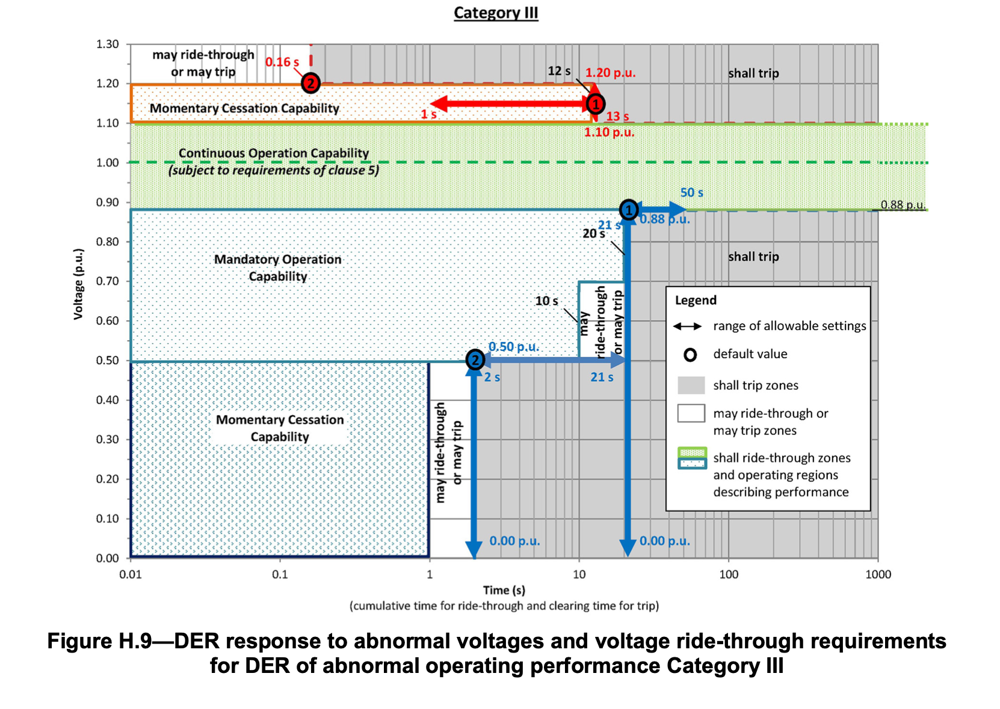 Category III
1.30
may ride-through
or may trip
0.16 s
2
12 s
1.20 p.u.
shall trip
1.20
Momentary Cessation Capability
1 s
1
13 s
1.10
1.10 p.u.
Continuous Operation Capability
(subject to requirements of clause 5)
1.00
0.90
50 s
1
0.88 p.u.
0.88 p.u.
21 s
20 s
0.80
Mandatory Operation
Capability
shall trip
0.70
10 s
may
ride-through
or may trip
0.60
0.50 p.u.
0.50
2
2 s
21 s
0.40
Momentary Cessation
Capability
may ride-through
or may trip
0.30
0.20
0.10
0.00 p.u.
0.00 p.u.
0.00
Voltage (p.u.)
Legend
range of allowable settings
default value
shall trip zones
may ride-through or
may trip zones
shall ride-through zones
and operating regions
describing performance
0.01
0.1
1
10
100
1000
Time (s)
(cumulative time for ride-through and clearing time for trip)
Figure H.9—DER response to abnormal voltages and voltage ride-through requirements
for DER of abnormal operating performance Category III